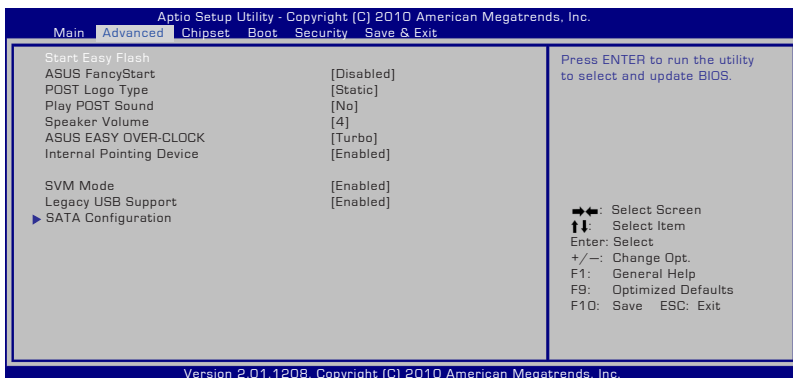 Aptio Setup Utility - Copyright (C) 2010 American Megatrends, Inc.
Main Advanced Chipset Boot Security Save & Exit
Start Easy Flash
ASUS FancyStart [Disabled]
POST Logo Type [Static]
Play POST Sound [No]
Speaker Volume [4]
ASUS EASY OVER-CLOCK [Turbo]
Internal Pointing Device [Enabled]
SVM Mode [Enabled]
Legacy USB Support [Enabled]
SATA Configuration
Press ENTER to run the utility
to select and update BIOS.
→←: Select Screen
↑↓: Select Item
Enter: Select
+/—: Change Opt.
F1: General Help
F9: Optimized Defaults
F10: Save ESC: Exit
Version 2.01.1208. Copyright (C) 2010 American Megatrends, Inc.